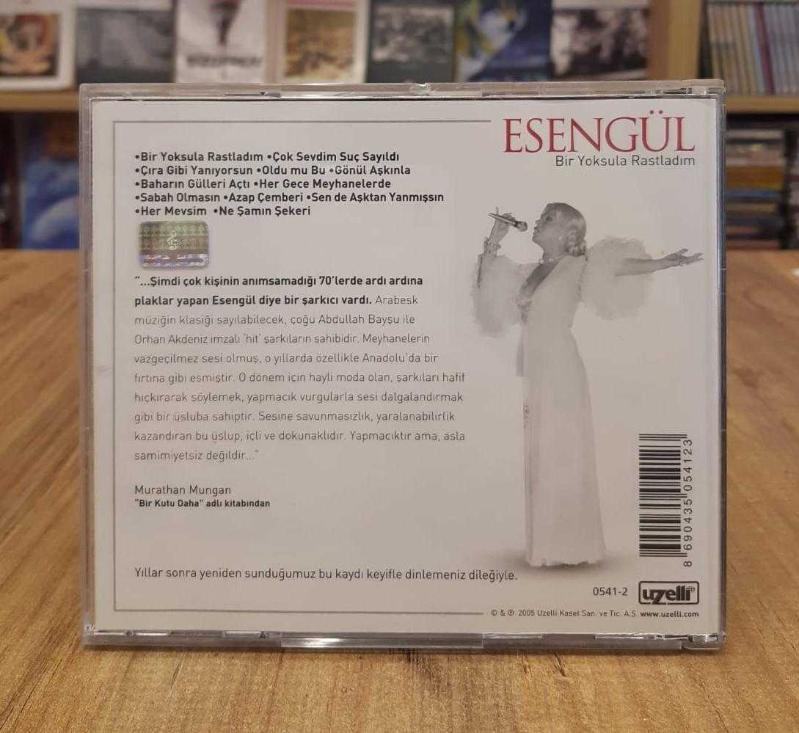 ESENGÜL
Bir Yoksula Rastladım
•Bir Yoksula Rastladım •Çok Sevdim Suç Sayıldı
•Çıra Gibi Yanıyorsun •Oldu mu Bu •Gönül Aşkınla
•Baharın Gülleri Açtı •Her Gece Meyhanelerde
•Sabah Olmasın •Azap Çemberi •Sen de Aşktan Yanmışsın
•Her Mevsim •Ne Şamın Şekeri
“...Şimdi çok kişinin anımsamadığı 70'lerde ardı ardına
plaklar yapan Esengül diye bir şarkıcı vardı. Arabesk
müziğin klasiği sayılabilecek, çoğu Abdullah Bayşu ile
Orhan Akdeniz imzalı 'hit' şarkıların sahibidir. Meyhanelerin
vazgeçilmez sesi olmuş, o yıllarda özellikle Anadolu'da bir
fırtına gibi esmiştir. O dönem için hayli moda olan, şarkıları hafif
hıçkırarak söylemek, yapmacık vurgularla sesi dalgalandırmak
gibi bir üsluba sahiptir. Sesine savunmasızlık, yaralanabilirlik
kazandıran bu üslup, içli ve dokunaklıdır. Yapmacıktır ama, asla
samimiyetsiz değildir...”
Murathan Mungan
“Bir Kutu Daha” adlı kitabından
Yıllar sonra yeniden sunduğumuz bu kaydı keyifle dinlemeniz dileğiyle.
8 690435 054123
0541-2 uzelli
© & ℗ 2005 Uzelli Kaset San. ve Tic. A.Ş. www.uzelli.com